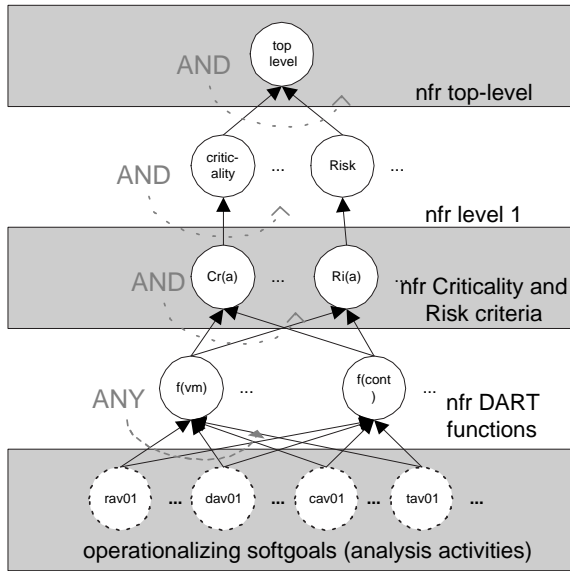 top
level
AND
nfr top-level
critic-
ality
...
Risk
...
AND
nfr level 1
Cr(a)
...
Ri(a)
...
AND
nfr Criticality and
Risk criteria
f(vm)
...
f(cont
)
...
ANY
nfr DART
functions
rav01
...
dav01
...
cav01
...
tav01
...
operationalizing softgoals (analysis activities)